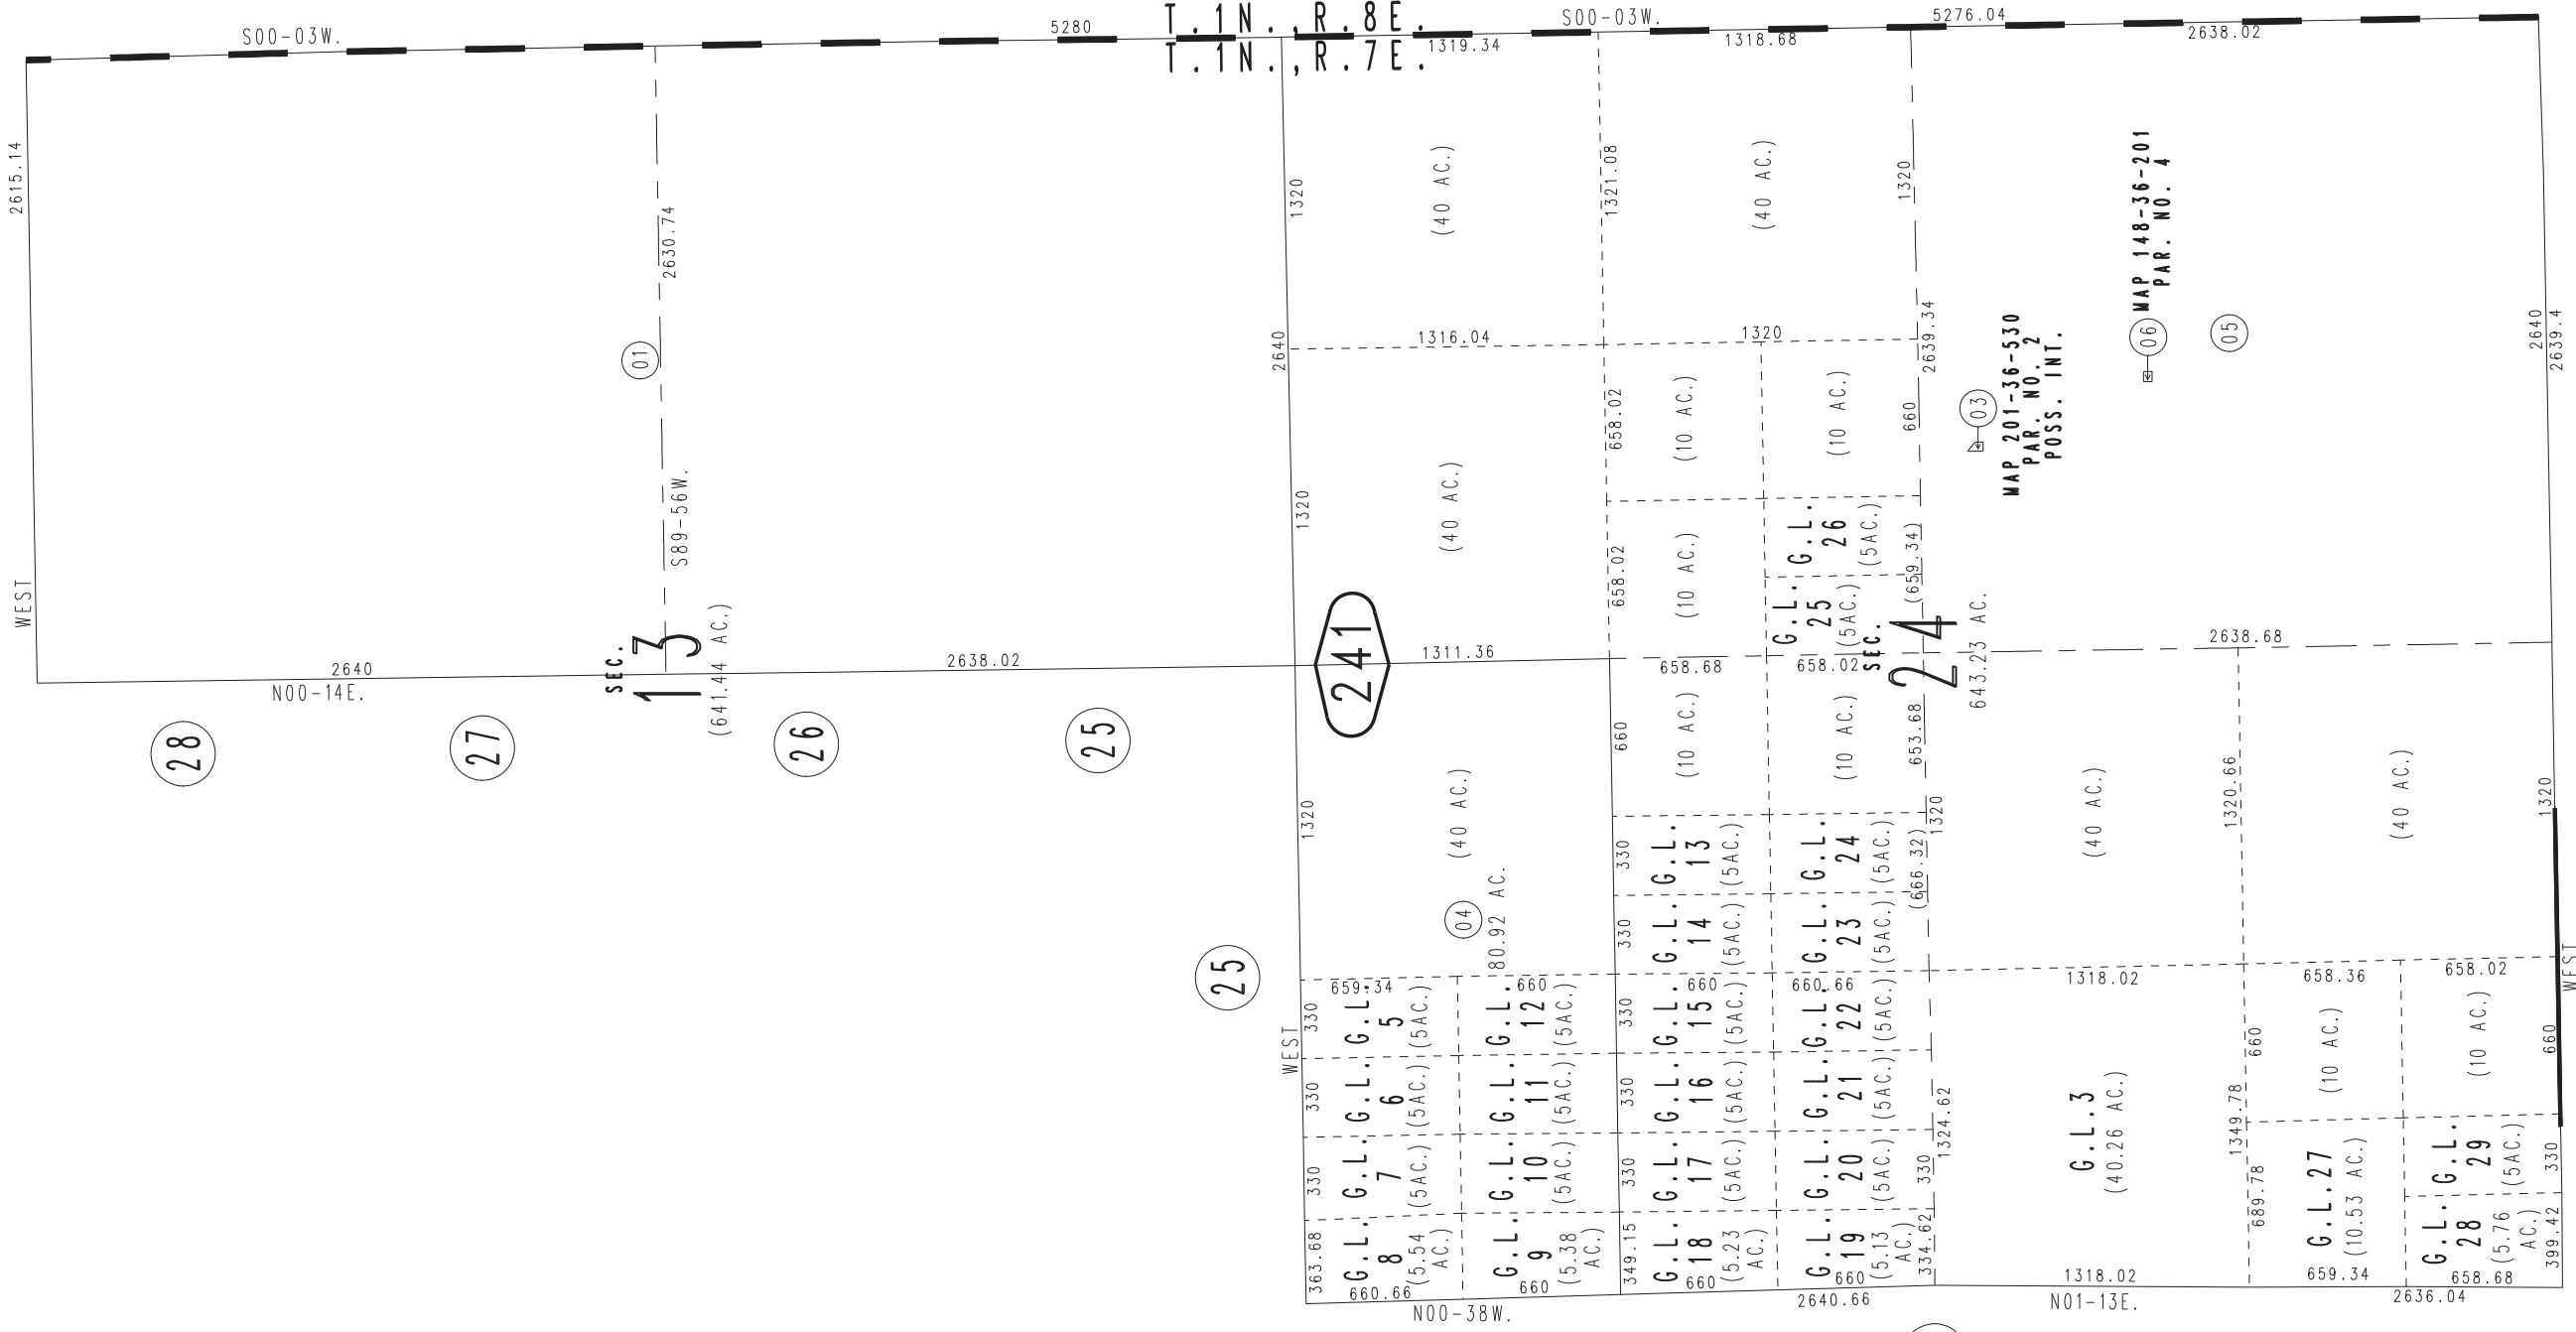 T.1N.,R.8E.
T.1N.,R.7E.
S00-03W.
5280
1319.34
S00-03W.
1318.68
5276.04
2638.02
2615.14
WEST
01
2630.74
S89-56W.
2640
N00-14E.
SEC.
13
(641.44 AC.)
2638.02
28
27
26
25
25
241
1320
2640
1320
1320
WEST
(40 AC.)
1321.08
(40 AC.)
1320
1316.04
1320
2639.34
(40 AC.)
658.02
(10 AC.)
(10 AC.)
660
658.02
(10 AC.)
G.L.
26
(5AC.)
G.L.
25
(5AC.)
(659.34)
1311.36
658.68
658.02
SEC.
24
643.23 AC.
2638.68
MAP 201-36-530
PAR. NO. 2
POSS. INT.
03
MAP 148-36-201
PAR. NO. 4
06
05
2640
2639.4
(40 AC.)
04
80.92 AC.
660
(10 AC.)
(10 AC.)
653.68
330
G.L.
13
(5AC.)
G.L.
24
(5AC.)
(666.32)
1320
330
G.L.
14
(5AC.)
G.L.
23
(5AC.)
(40 AC.)
1320.66
(40 AC.)
1320
WEST
659.34
660
660
660.66
1318.02
658.36
658.02
330
G.L.
5
(5AC.)
G.L.
12
(5AC.)
330
G.L.
15
(5AC.)
G.L.
22
(5AC.)
330
G.L.
6
(5AC.)
G.L.
11
(5AC.)
330
G.L.
16
(5AC.)
G.L.
21
(5AC.)
330
G.L.
7
(5AC.)
G.L.
10
(5AC.)
330
G.L.
17
(5AC.)
G.L.
20
(5AC.)
330
1324.62
363.68
G.L.
8
(5.54
AC.)
G.L.
9
(5.38
AC.)
349.15
G.L.
18
(5.23
AC.)
G.L.
19
(5.13
AC.)
334.62
G.L.3
(40.26 AC.)
1349.78
660
(10 AC.)
(10 AC.)
660
689.78
G.L.27
(10.53 AC.)
G.L.
29
(5AC.)
330
G.L.
28
(5.76
AC.)
399.42
660.66
660
660
660
1318.02
659.34
658.68
N00-38W.
2640.66
N01-13E.
2636.04